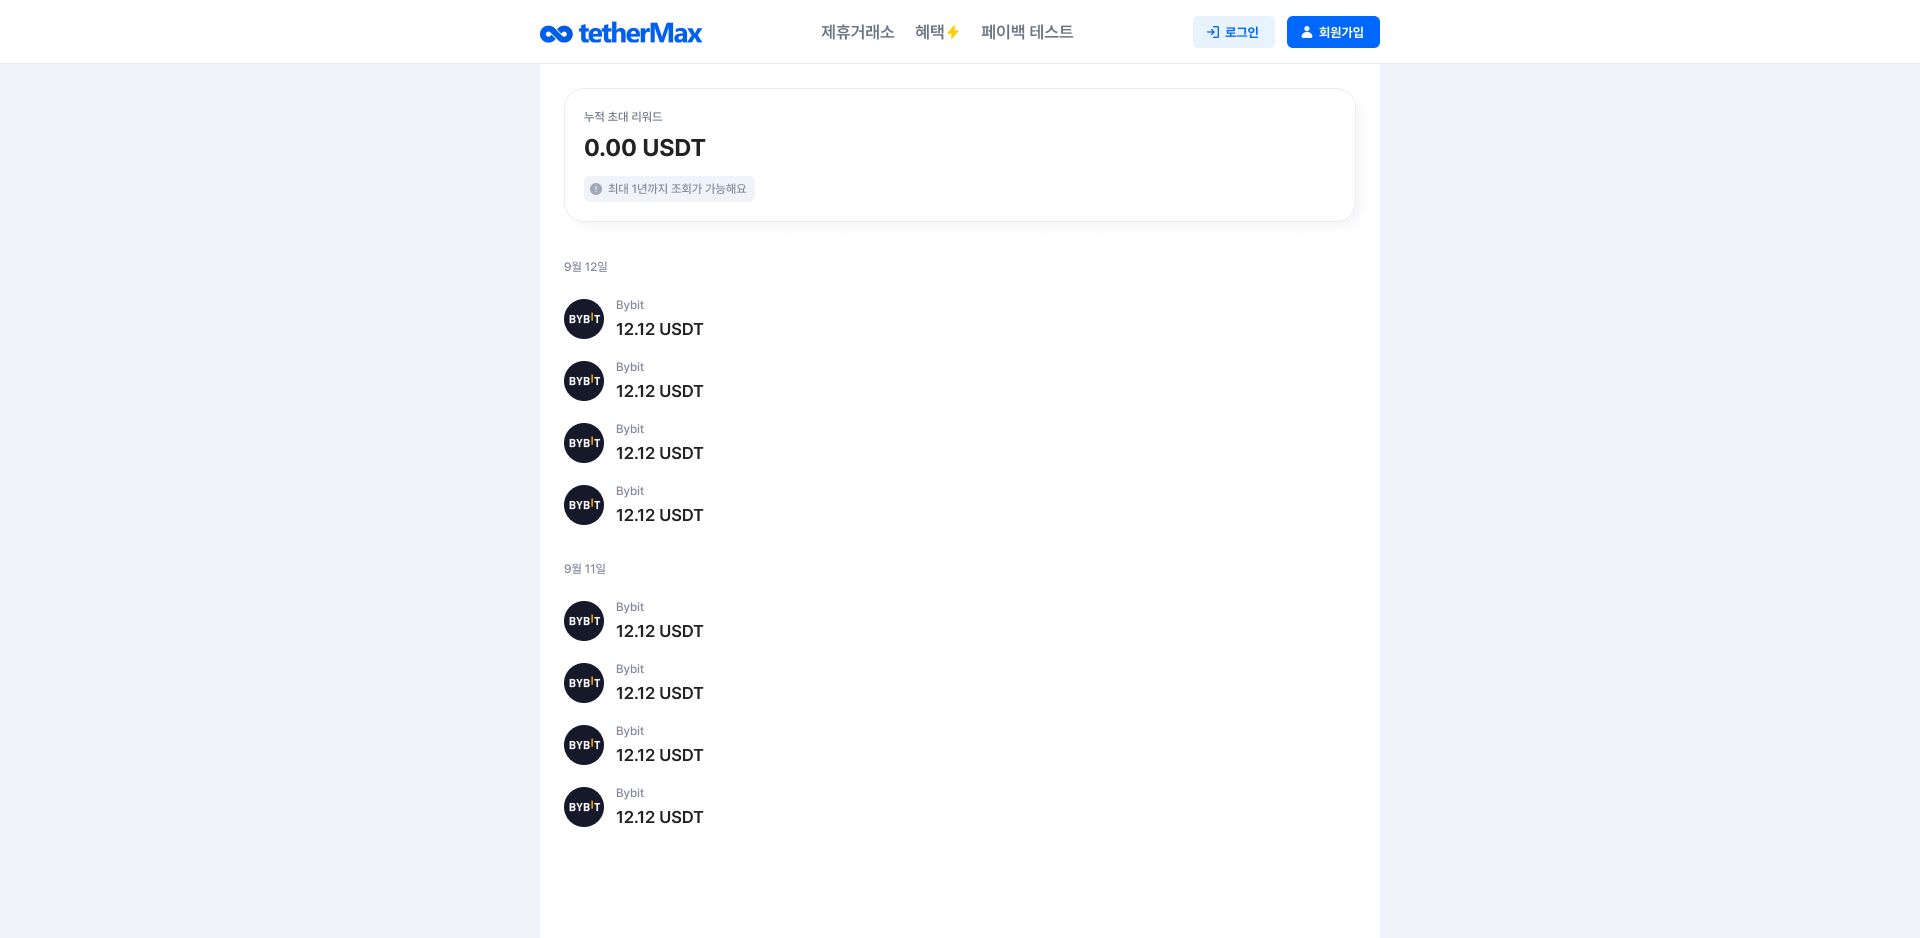 tetherMax
제휴거래소 혜택 페이백 테스트
로그인 회원가입
누적 초대 리워드
0.00 USDT
최대 1년까지 조회가 가능해요
9월 12일
BYBIT
Bybit
12.12 USDT
BYBIT
Bybit
12.12 USDT
BYBIT
Bybit
12.12 USDT
BYBIT
Bybit
12.12 USDT
9월 11일
BYBIT
Bybit
12.12 USDT
BYBIT
Bybit
12.12 USDT
BYBIT
Bybit
12.12 USDT
BYBIT
Bybit
12.12 USDT